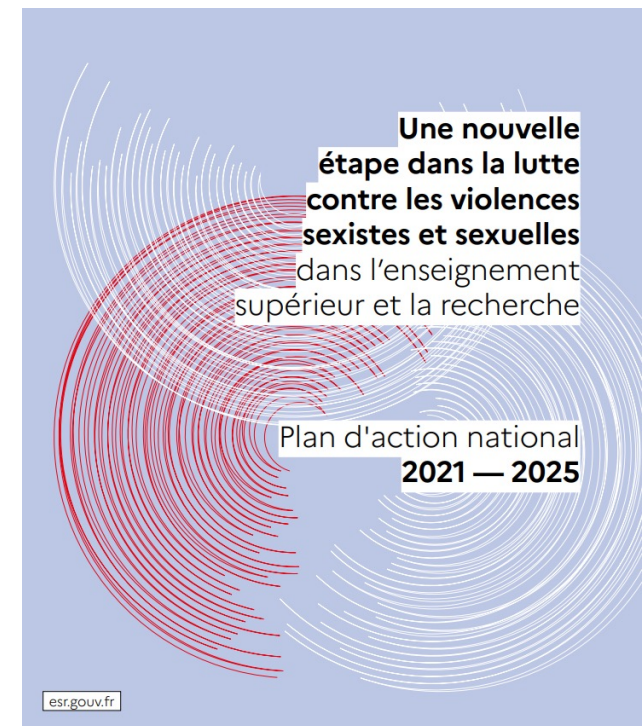 Une nouvelle
étape dans la lutte
contre les violences
sexistes et sexuelles
dans l’enseignement
supérieur et la recherche
Plan d'action national
2021 — 2025
esr.gouv.fr